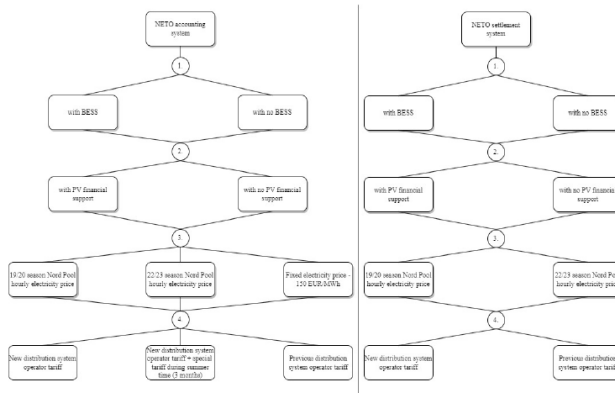 NETO accounting
system
1.
with BESS
with no BESS
2.
with PV financial
support
with no PV financial
support
3.
19/20 season Nord Pool
hourly electricity price
22/23 season Nord Pool
hourly electricity price
Fixed electricity price -
150 EUR/MWh
4.
New distribution system
operator tariff
New distribution system
operator tariff + special
tariff during summer
time (3 months)
Previous distribution
system operator tariff
NETO settlement
system
1.
with BESS
with no BESS
2.
with PV financial
support
with no PV financial
support
3.
19/20 season Nord Pool
hourly electricity price
22/23 season Nord Pool
hourly electricity price
4.
New distribution system
operator tariff
Previous distribution
system operator tariff